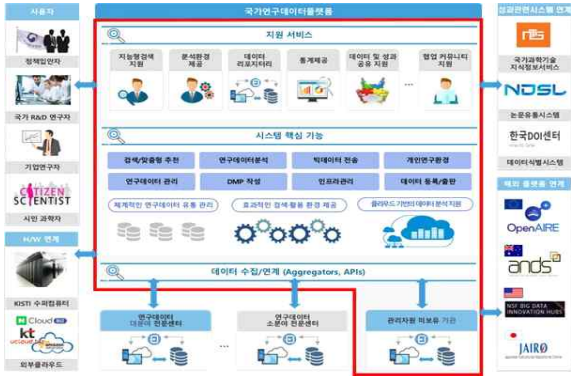 사용자
정책입안자
국가 R&D 연구자
기업연구자
CITIZEN
SCIENTIST
시민 과학자
H/W 연계
KISTI 수퍼컴퓨터
Cloud
kt
ucloud biz
외부클라우드
국가연구데이터플랫폼
지원 서비스
지능형검색
지원
분석환경
제공
데이터
리포지터리
통계제공
데이터 및 성과
공유 지원
...
협업 커뮤니티
지원
시스템 핵심 기능
검색/맞춤형 추천
연구데이터분석
빅데이터 전송
개인연구환경
연구데이터 관리
DMP 작성
인프라관리
데이터 등록/출판
체계적인 연구데이터 유통 관리
효과적인 검색·활용 환경 제공
클라우드 기반의 데이터 분석 지원
데이터 수집/연계 (Aggregators, APIs)
연구데이터
대분야 전문센터
...
연구데이터
소분야 전문센터
관리자원 미보유 기관
성과관련시스템 연계
국가과학기술
지식정보서비스
NDSL
논문유통시스템
한국DOI센터
데이터식별시스템
해외 플랫폼 연계
OpenAIRE
ands
NSF BIG DATA
INNOVATION HUBS
JAIRO